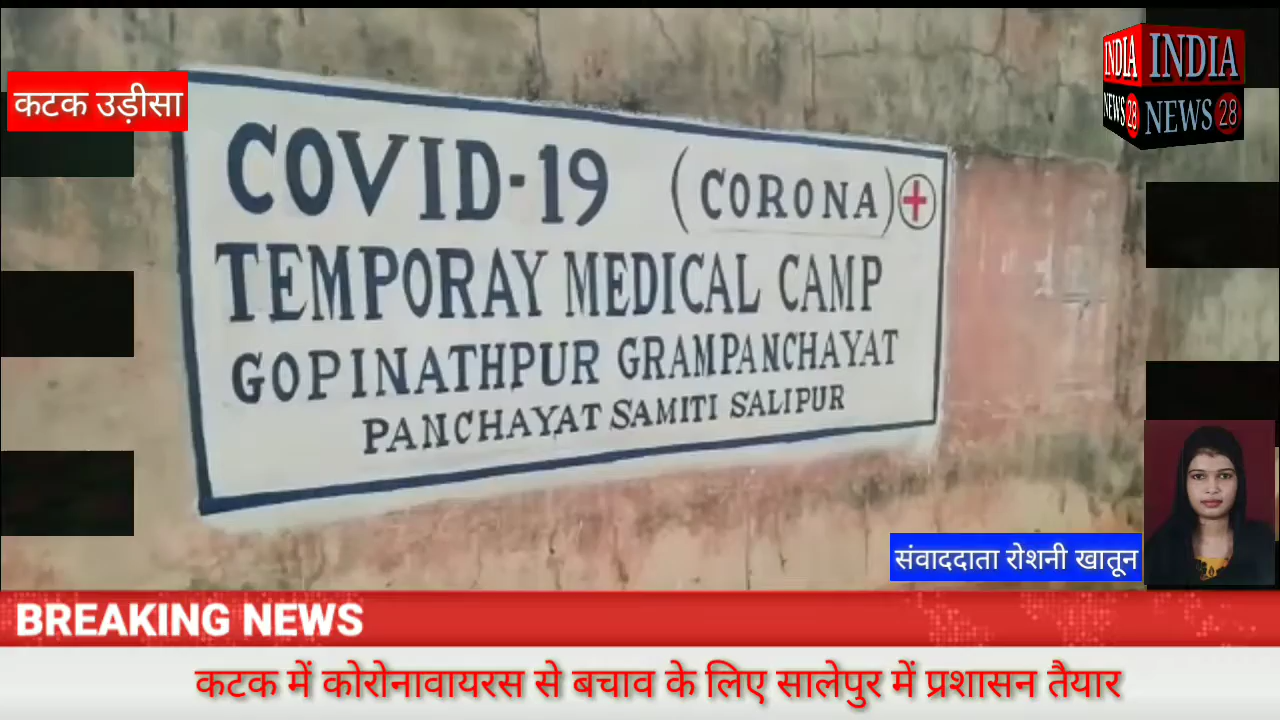 कटक उड़ीसा
INDIA INDIA
NEWS 28 NEWS 28
COVID-19 (CORONA)
TEMPORAY MEDICAL CAMP
GOPINATHPUR GRAMPANCHAYAT
PANCHAYAT SAMITI SALIPUR
संवाददाता रोशनी खातून
BREAKING NEWS
कटक में कोरोनावायरस से बचाव के लिए सालेपुर में प्रशासन तैयार